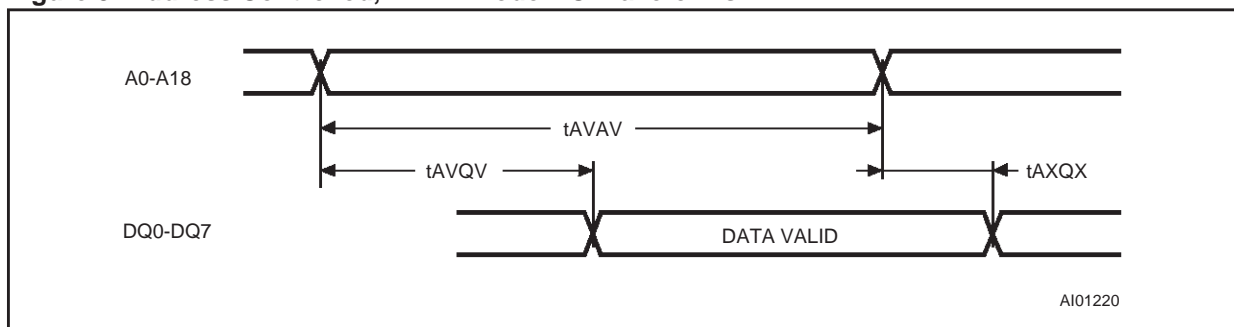 A0-A18
tAVAV
tAVQV
tAXQX
DQ0-DQ7
DATA VALID
AI01220